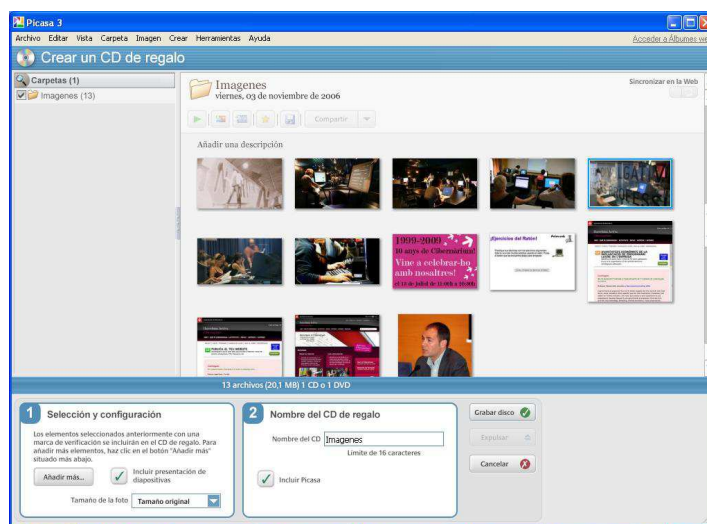 Picasa 3
Archivo Editar Vista Carpeta Imagen Crear Herramientas Ayuda
Acceder a Álbumes we
Crear un CD de regalo
Carpetas (1)
Imagenes (13)
Imagenes
viernes, 03 de noviembre de 2006
Sincronizar en la Web
Compartir
Añadir una descripción
1999-2009
10 anys de Cibernarium!
Vine a celebrar-ho
amb nosaltres!
¡Ejercicios del Ratón!
13 archivos (20,1 MB) 1 CD o 1 DVD
1 Selección y configuración
Los elementos seleccionados anteriormente con una
marca de verificación se incluirán en el CD de regalo. Para
añadir más elementos, haz clic en el botón "Añadir más"
situado más abajo.
Añadir más...
Incluir presentación de
diapositivas
Tamaño de la foto
Tamaño original
2 Nombre del CD de regalo
Nombre del CD
Imagenes
Límite de 16 caracteres
Incluir Picasa
Grabar disco
Expulsar
Cancelar